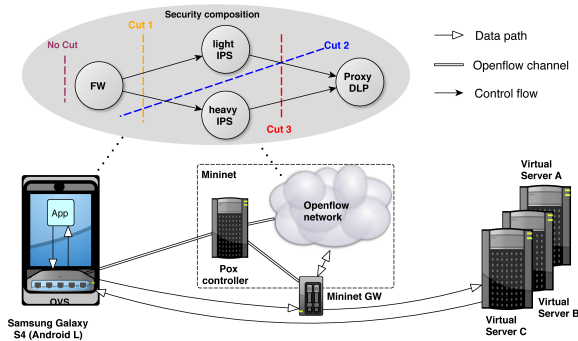 Security composition
No Cut
Cut 1
light
IPS
Cut 2
FW
Proxy
DLP
heavy
IPS
Cut 3
Data path
Openflow channel
Control flow
Mininet
App
Openflow
network
Pox
controller
Mininet GW
OVS
Samsung Galaxy
S4 (Android L)
Virtual
Server A
Virtual
Server B
Virtual
Server C